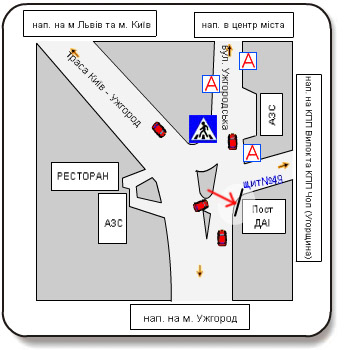 нап. на м Львів та м. Київ
нап. в центр міста
А
А
траса Київ - Ужгород
вул. Ужгородська
АЗС
нап. на КПП Вилок та КПП Чоп (Угорщина)
А
РЕСТОРАН
щит№49
АЗС
Пост
ДАІ
нап. на м. Ужгород